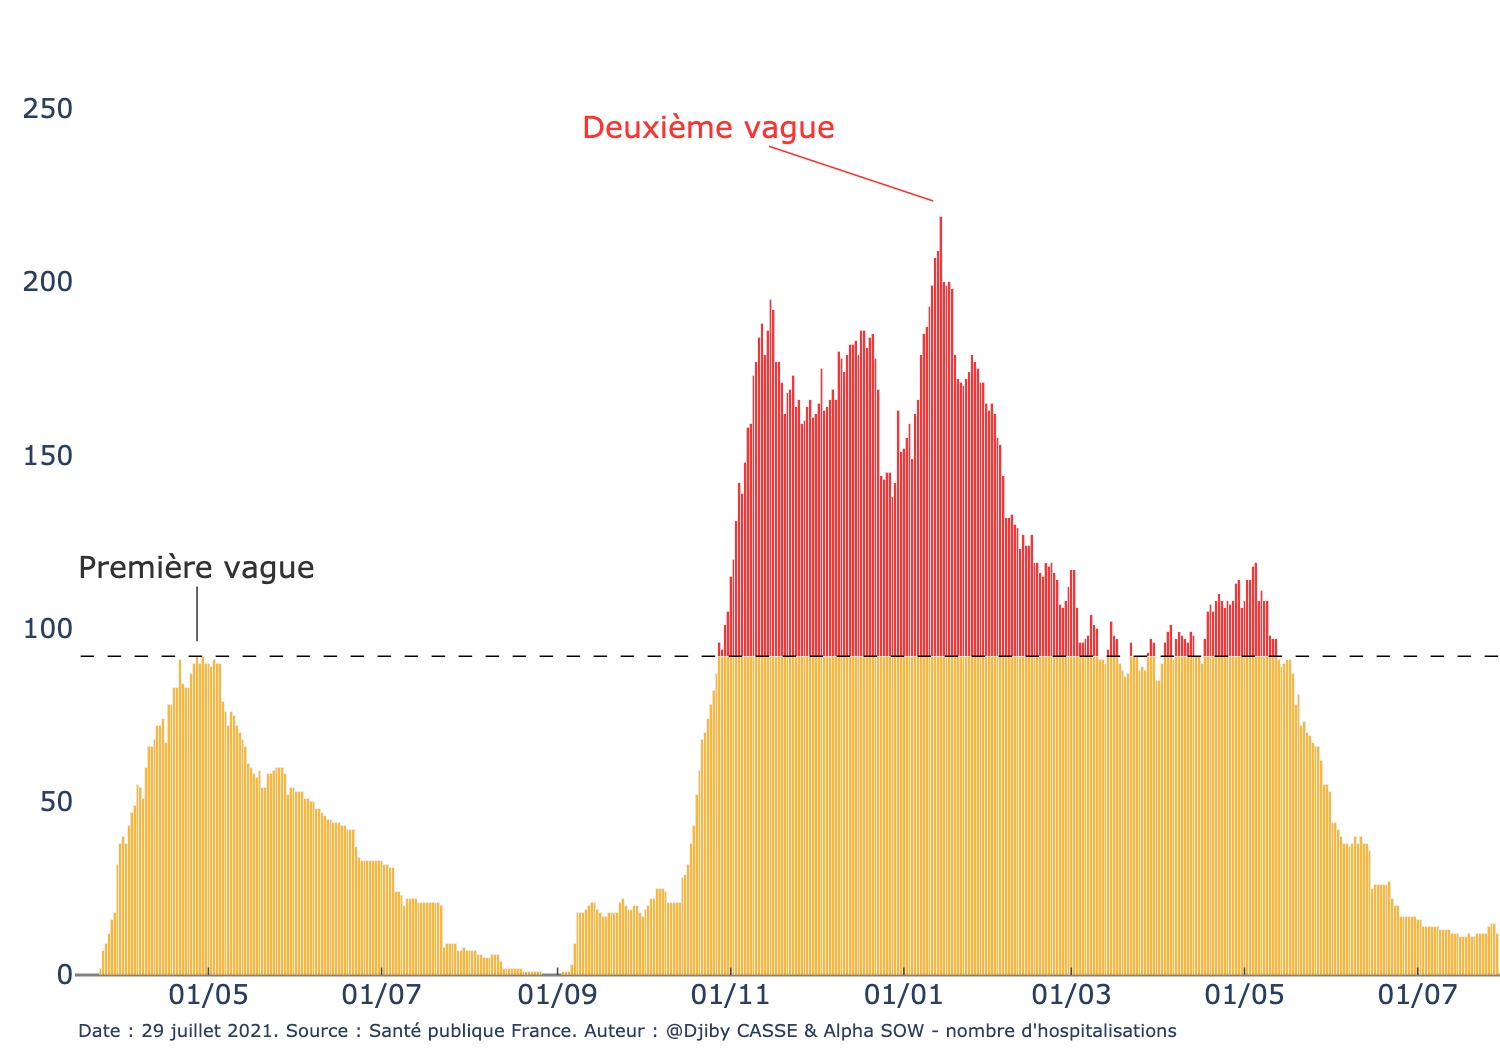 250
Deuxième vague
200
150
Première vague
100
50
0
01/05 01/07 01/09 01/11 01/01 01/03 01/05 01/07
Date : 29 juillet 2021. Source : Santé publique France. Auteur : @Djiby CASSE & Alpha SOW - nombre d'hospitalisations